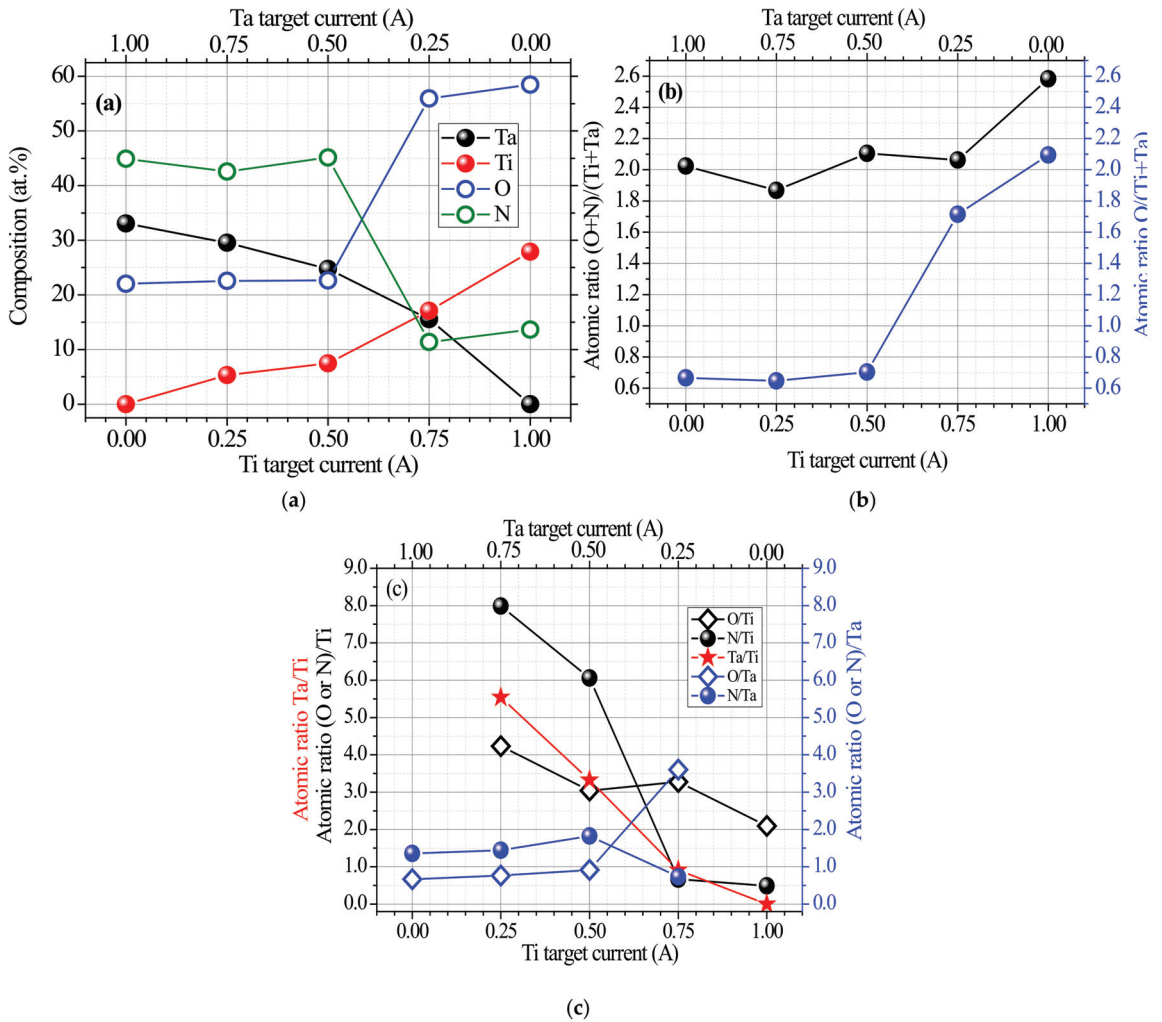 Ta target current (A)
1.00 0.75 0.50 0.25 0.00
(a)
60
50
40
30
20
10
0
Composition (at.%)
Ta
Ti
O
N
0.00 0.25 0.50 0.75 1.00
Ti target current (A)
(a)
Ta target current (A)
1.00 0.75 0.50 0.25 0.00
(b)
2.6
2.4
2.2
2.0
1.8
1.6
1.4
1.2
1.0
0.8
0.6
Atomic ratio (O+N)/(Ti+Ta)
2.6
2.4
2.2
2.0
1.8
1.6
1.4
1.2
1.0
0.8
0.6
Atomic ratio O/(Ti+Ta)
0.00 0.25 0.50 0.75 1.00
Ti target current (A)
(b)
Ta target current (A)
1.00 0.75 0.50 0.25 0.00
(c)
9.0
8.0
7.0
6.0
5.0
4.0
3.0
2.0
1.0
0.0
Atomic ratio Ta/Ti
Atomic ratio (O or N)/Ti
O/Ti
N/Ti
Ta/Ti
O/Ta
N/Ta
9.0
8.0
7.0
6.0
5.0
4.0
3.0
2.0
1.0
0.0
Atomic ratio (O or N)/Ta
0.00 0.25 0.50 0.75 1.00
Ti target current (A)
(c)